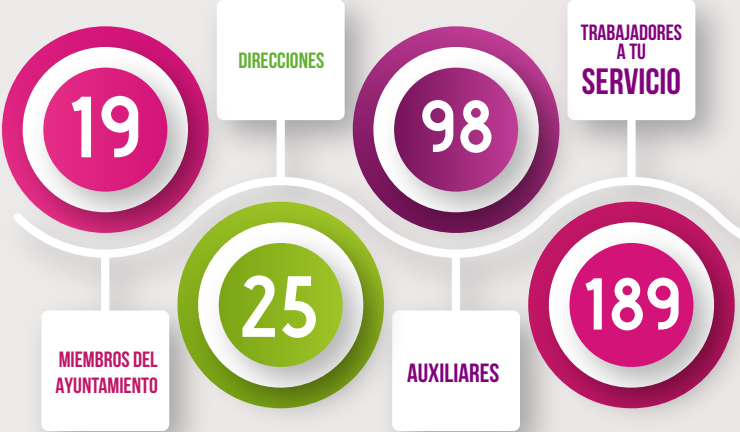 19
MIEMBROS DEL
AYUNTAMIENTO
DIRECCIONES
25
98
AUXILIARES
TRABAJADORES
A TU
SERVICIO
189